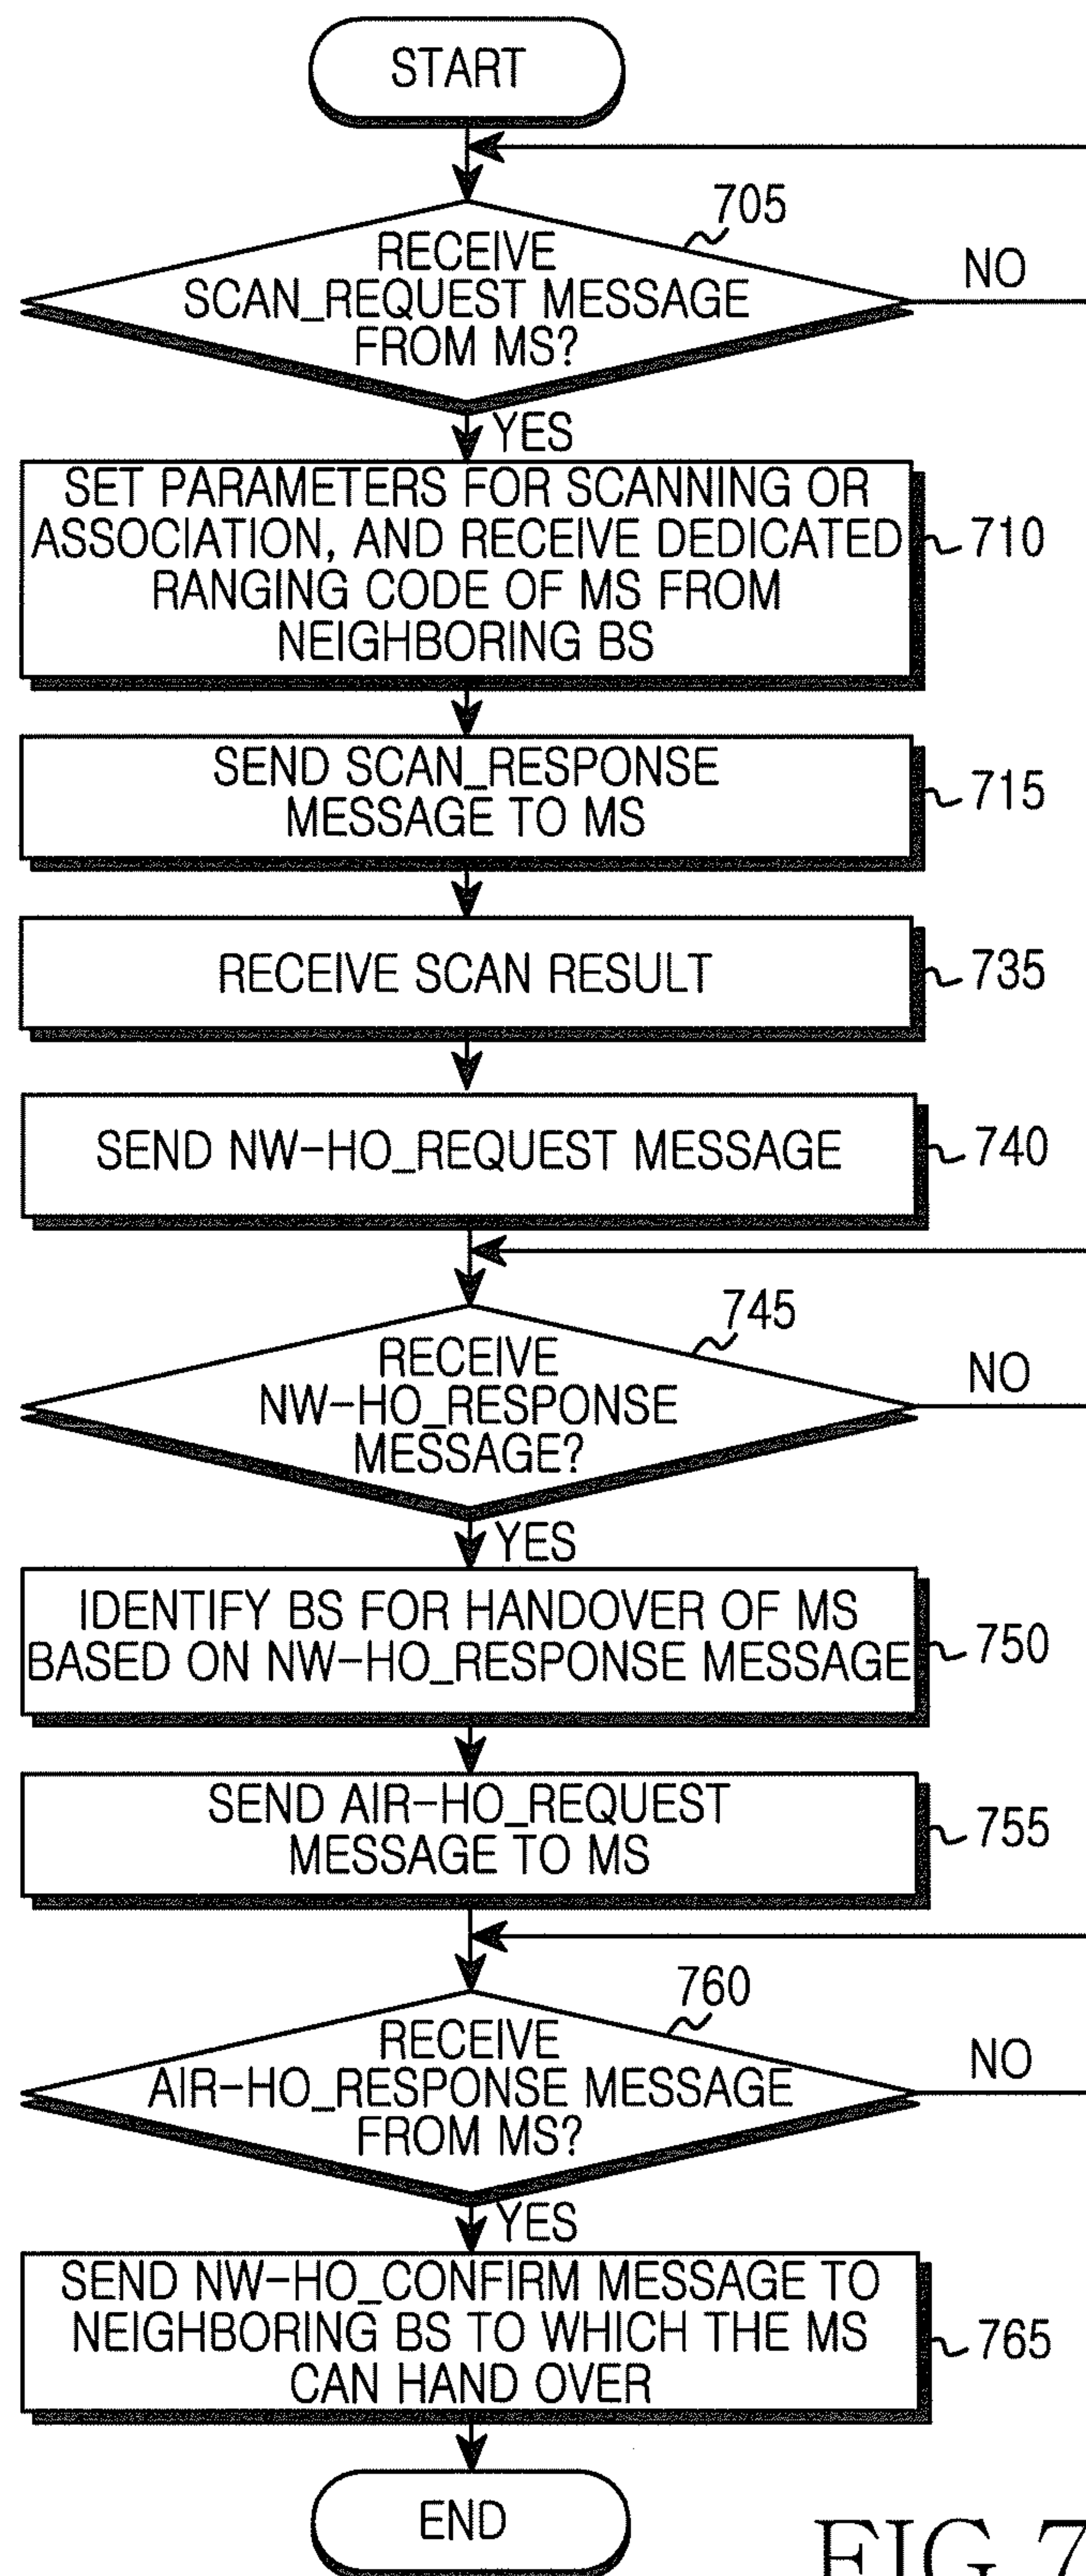 START
705
RECEIVE
SCAN_REQUEST MESSAGE
FROM MS?
NO
YES
SET PARAMETERS FOR SCANNING OR
ASSOCIATION, AND RECEIVE DEDICATED
RANGING CODE OF MS FROM
NEIGHBORING BS
710
SEND SCAN_RESPONSE
MESSAGE TO MS
715
RECEIVE SCAN RESULT
735
SEND NW-HO_REQUEST MESSAGE
740
745
RECEIVE
NW-HO_RESPONSE
MESSAGE?
NO
YES
IDENTIFY BS FOR HANDOVER OF MS
BASED ON NW-HO_RESPONSE MESSAGE
750
SEND AIR-HO_REQUEST
MESSAGE TO MS
755
760
RECEIVE
AIR-HO_RESPONSE MESSAGE
FROM MS?
NO
YES
SEND NW-HO_CONFIRM MESSAGE TO
NEIGHBORING BS TO WHICH THE MS
CAN HAND OVER
765
END
FIG.7